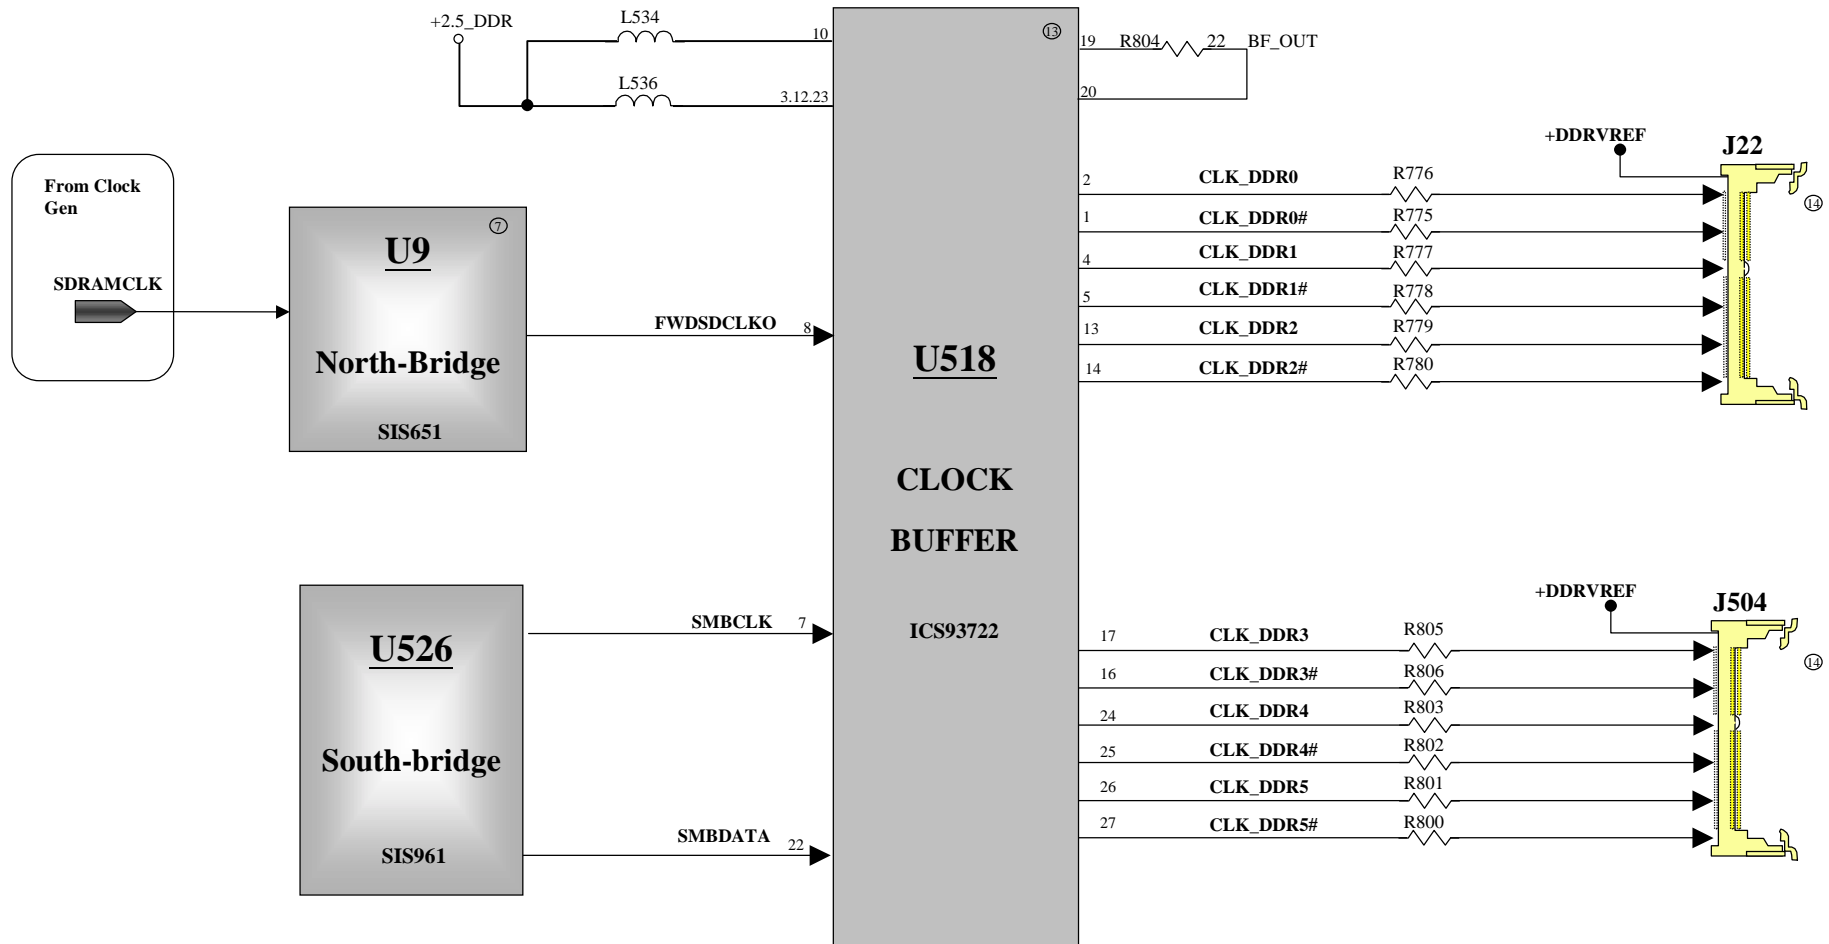 +2.5_DDR
L534
10
L536
3.12.23
⑬
19 R804 22 BF_OUT
20
From Clock
Gen
SDRAMCLK
⑦
U9
North-Bridge
SIS651
FWDSDCLKO 8
U526
South-bridge
SIS961
SMBCLK 7
SMBDATA 22
U518
CLOCK
BUFFER
ICS93722
+DDRVREF
J22
⑭
2 CLK_DDR0 R776
1 CLK_DDR0# R775
4 CLK_DDR1 R777
5 CLK_DDR1# R778
13 CLK_DDR2 R779
14 CLK_DDR2# R780
+DDRVREF
J504
⑭
17 CLK_DDR3 R805
16 CLK_DDR3# R806
24 CLK_DDR4 R803
25 CLK_DDR4# R802
26 CLK_DDR5 R801
27 CLK_DDR5# R800